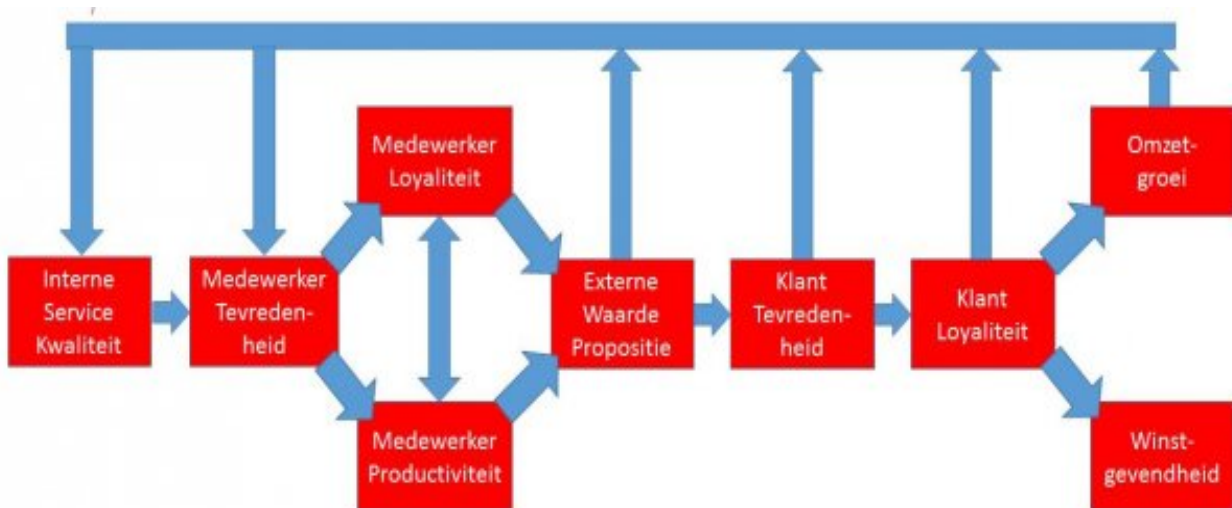 Medewerker
Loyaliteit
Omzet-
groei
Interne
Service
Kwaliteit
Medewerker
Tevreden-
heid
Externe
Waarde
Propositie
Klant
Tevreden-
heid
Klant
Loyaliteit
Medewerker
Productiviteit
Winst-
gevendheid